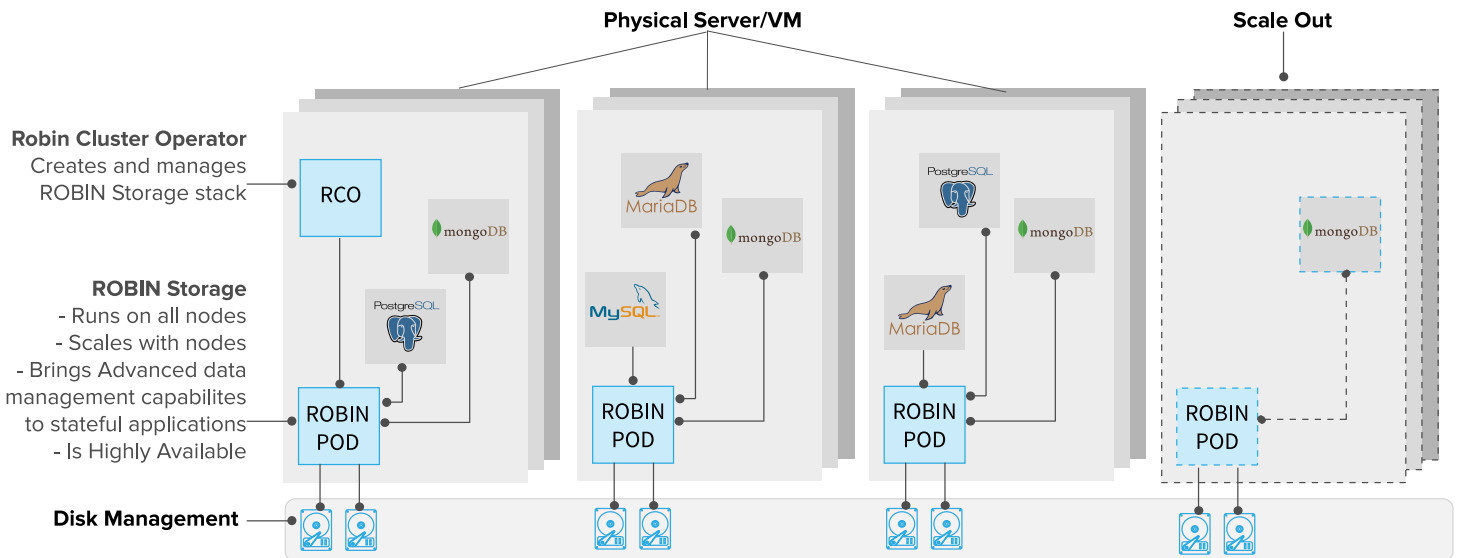 Physical Server/VM
Scale Out
Robin Cluster Operator
Creates and manages
ROBIN Storage stack
ROBIN Storage
- Runs on all nodes
- Scales with nodes
- Brings Advanced data
management capabilites
to stateful applications
- Is Highly Available
Disk Management
RCO
mongoDB
PostgreSQL
ROBIN
POD
MariaDB
mongoDB
MySQL
ROBIN
POD
PostgreSQL
mongoDB
MariaDB
ROBIN
POD
mongoDB
ROBIN
POD